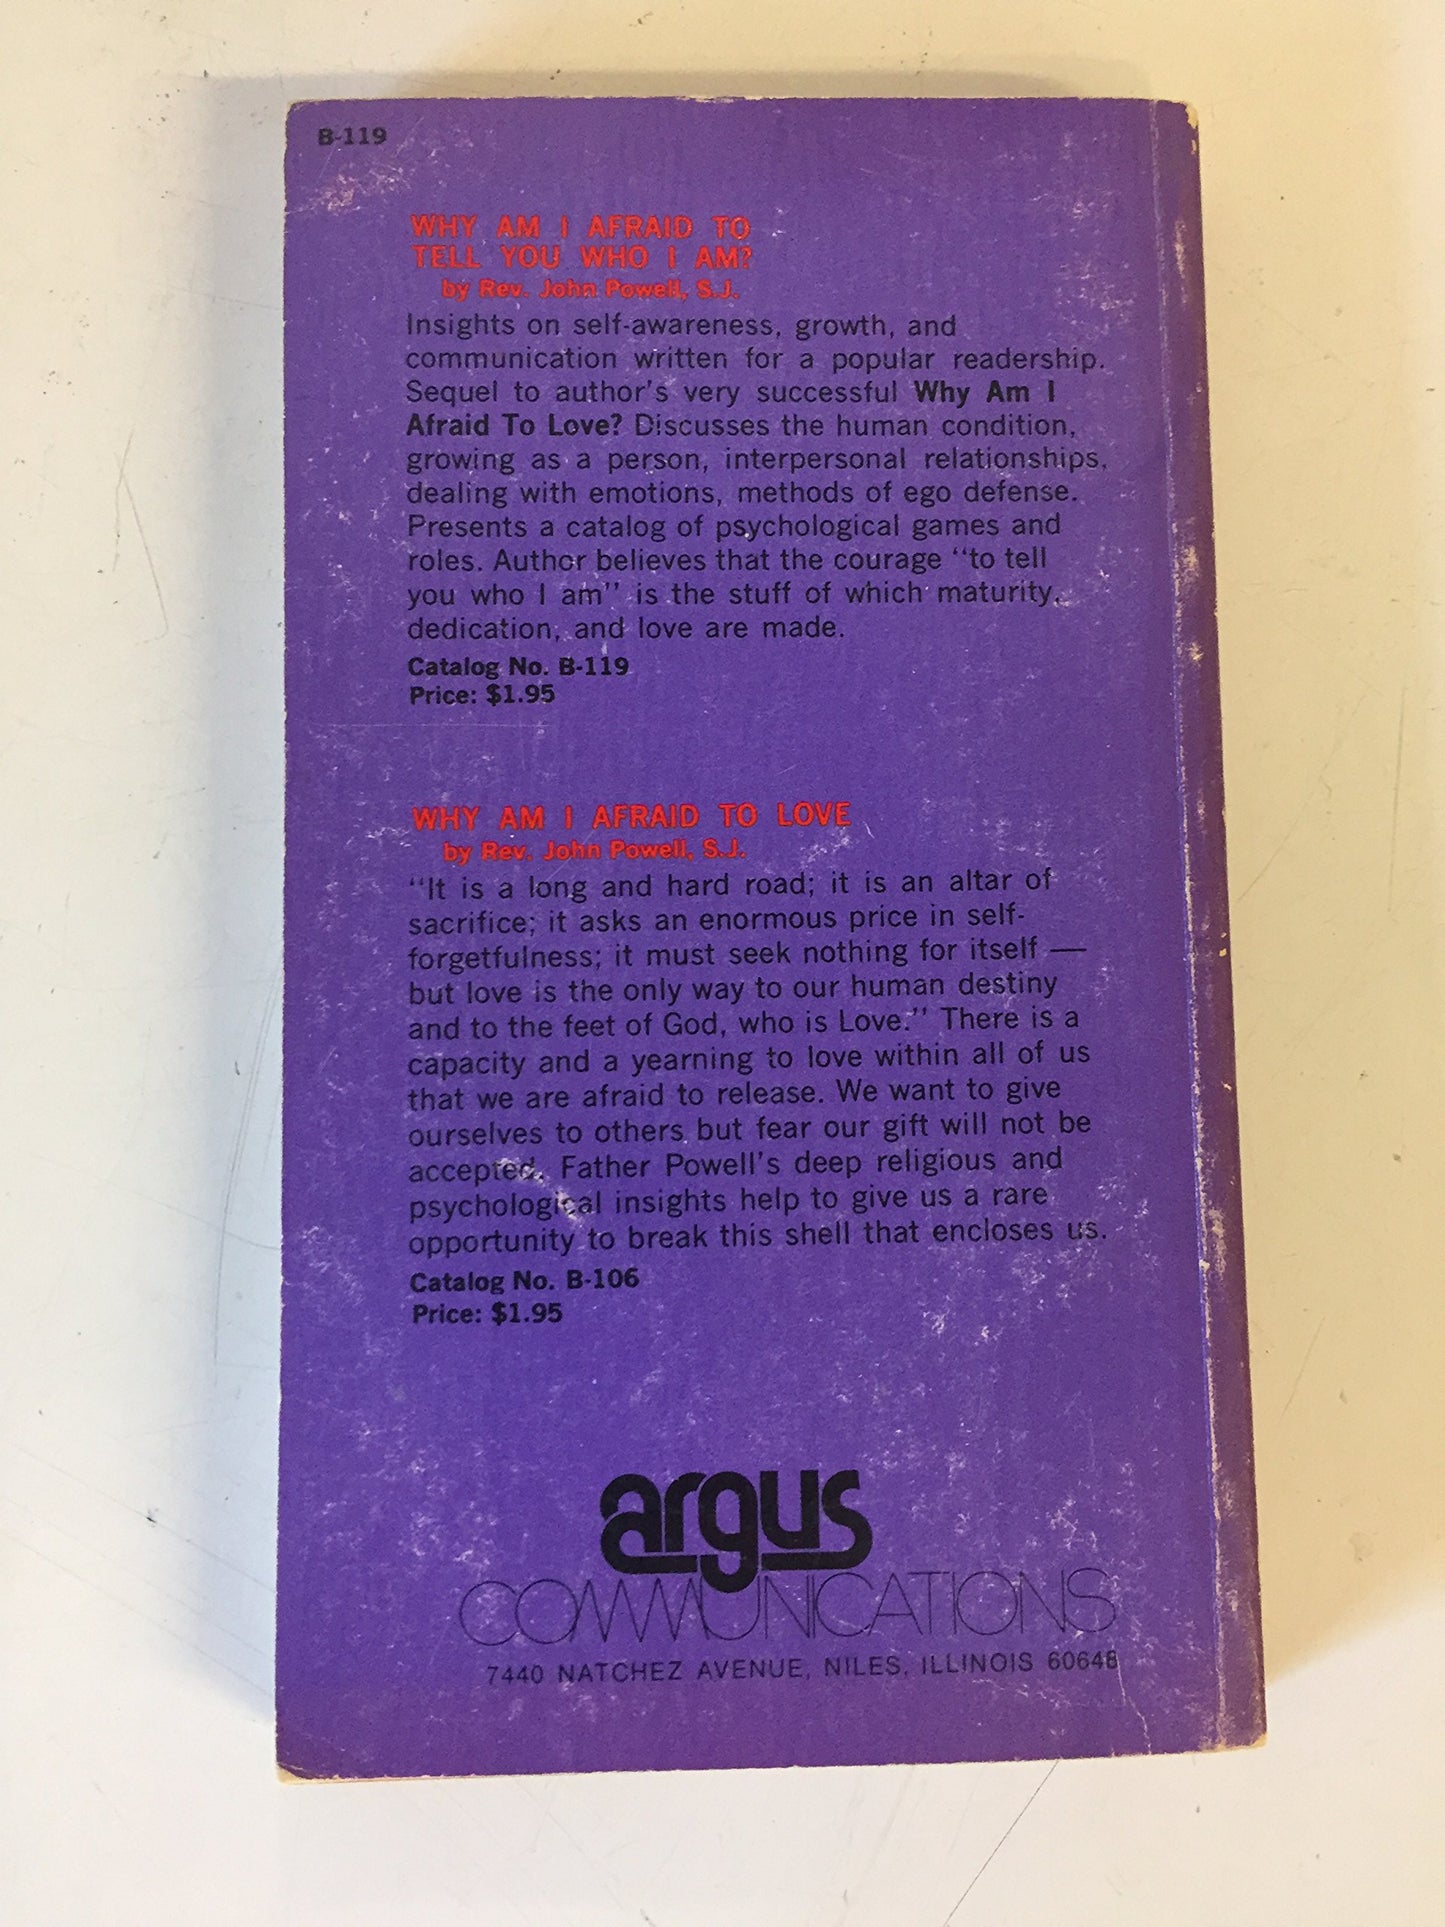 B-119
WHY AM I AFRAID TO
TELL YOU WHO I AM?
by Rev. John Powell, S.J.
Insights on self-awareness, growth, and
communication written for a popular readership.
Sequel to author's very successful Why Am I
Afraid To Love? Discusses the human condition,
growing as a person, interpersonal relationships,
dealing with emotions, methods of ego defense.
Presents a catalog of psychological games and
roles. Author believes that the courage "to tell
you who I am" is the stuff of which maturity,
dedication, and love are made.
Catalog No. B-119
Price: $1.95
WHY AM I AFRAID TO LOVE
by Rev. John Powell, S.J.
"It is a long and hard road; it is an altar of
sacrifice; it asks an enormous price in self-
forgetfulness; it must seek nothing for itself —
but love is the only way to our human destiny
and to the feet of God, who is Love." There is a
capacity and a yearning to love within all of us
that we are afraid to release. We want to give
ourselves to others but fear our gift will not be
accepted. Father Powell's deep religious and
psychological insights help to give us a rare
opportunity to break this shell that encloses us.
Catalog No. B-106
Price: $1.95
argus
COMMUNICATIONS
7440 NATCHEZ AVENUE, NILES, ILLINOIS 60648